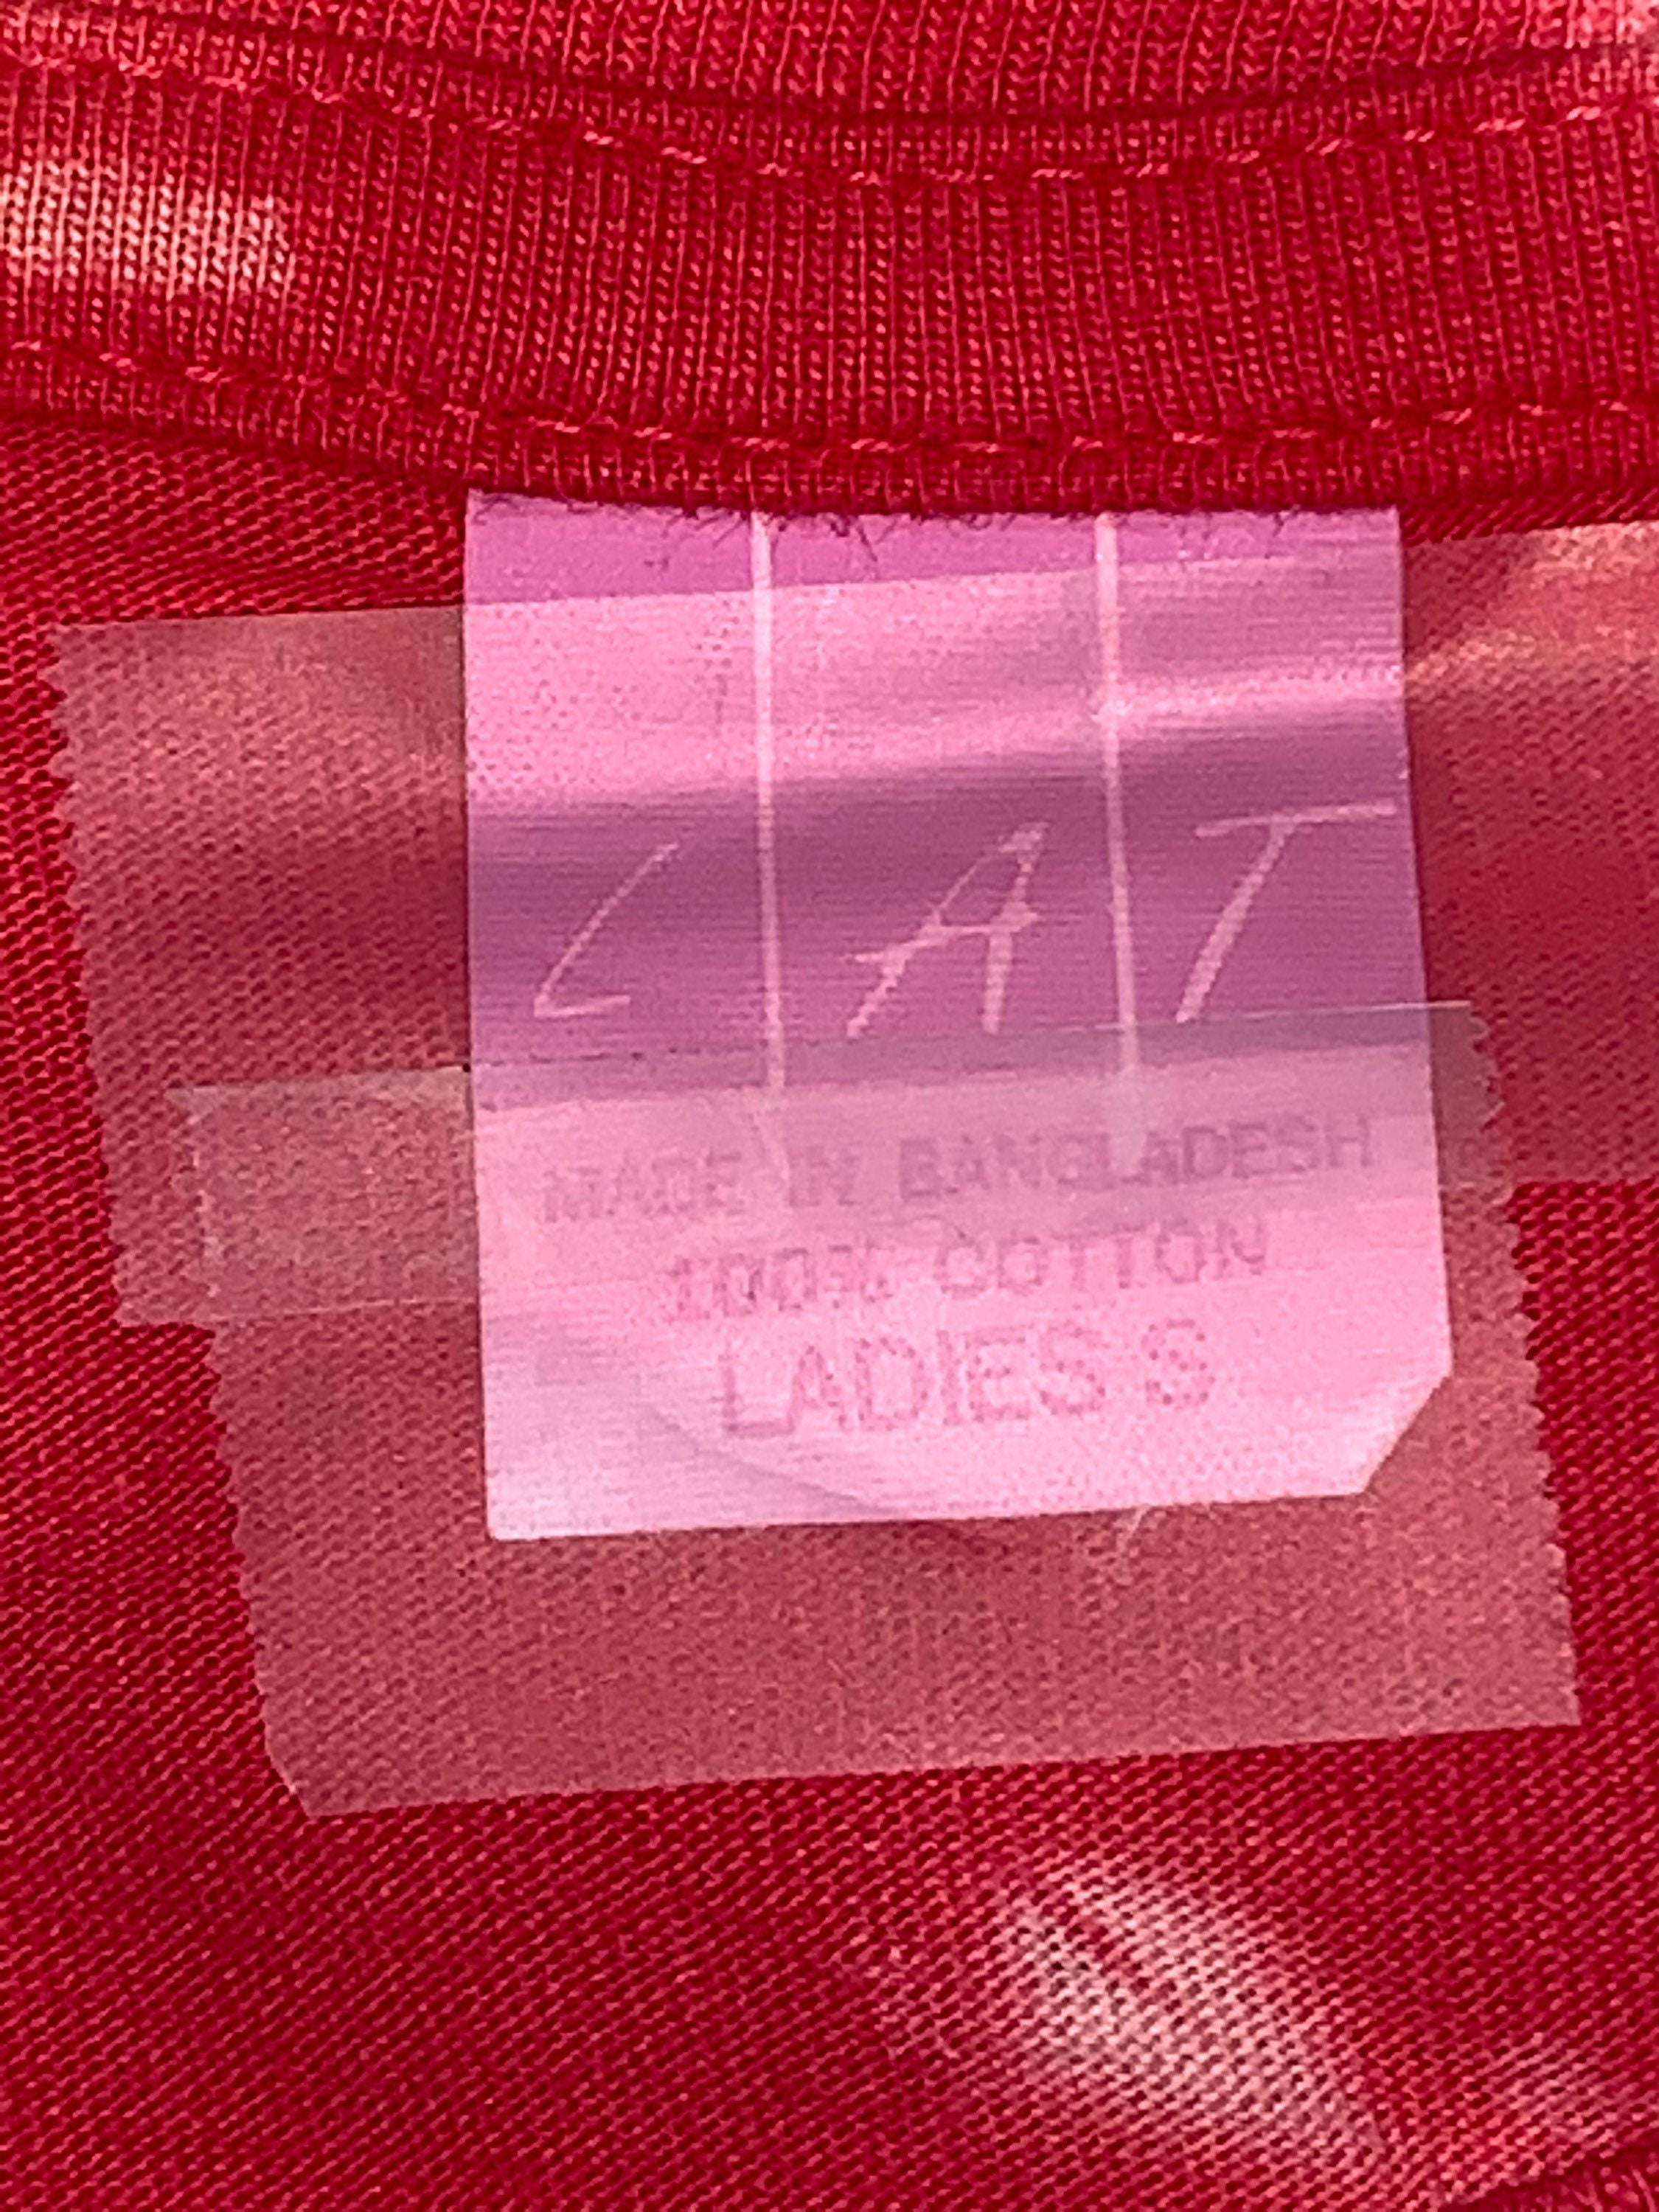 LAT
MADE IN BANGLADESH
100% COTTON
LADIES S